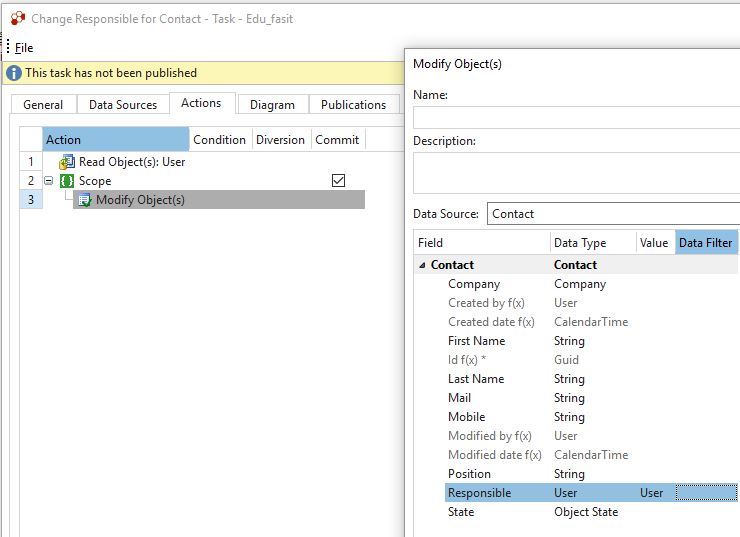 Change Responsible for Contact - Task - Edu_fasit
File
This task has not been published
General Data Sources Actions Diagram Publications
Action Condition Diversion Commit
1 Read Object(s): User
2 Scope
3 Modify Object(s)
Modify Object(s)
Name:
Description:
Data Source: Contact
Field Data Type Value Data Filter
Contact Contact
Company Company
Created by f(x) User
Created date f(x) CalendarTime
First Name String
Id f(x) * Guid
Last Name String
Mail String
Mobile String
Modified by f(x) User
Modified date f(x) CalendarTime
Position String
Responsible User User
State Object State